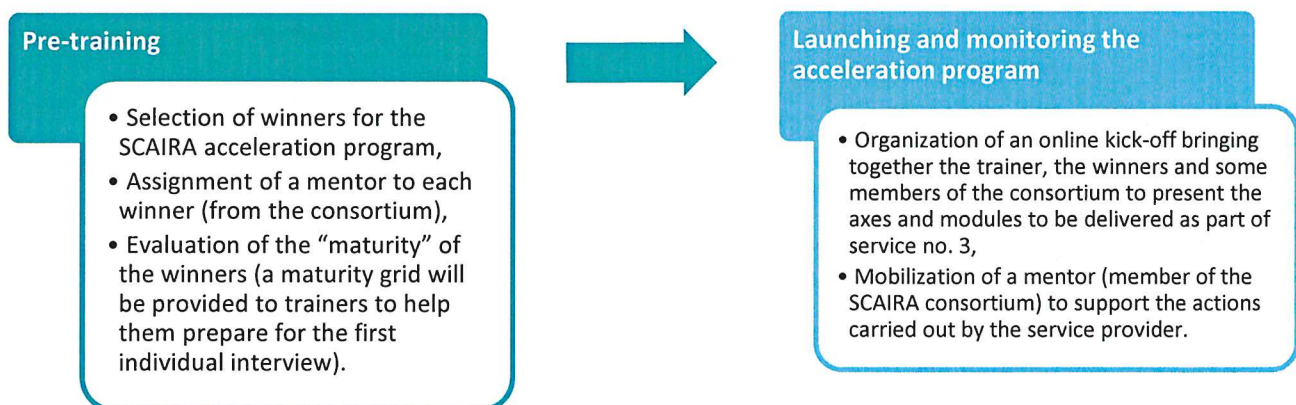 Pre-training
• Selection of winners for the
SCAIRA acceleration program,
• Assignment of a mentor to each
winner (from the consortium),
• Evaluation of the “maturity” of
the winners (a maturity grid will
be provided to trainers to help
them prepare for the first
individual interview).
Launching and monitoring the
acceleration program
• Organization of an online kick-off bringing
together the trainer, the winners and some
members of the consortium to present the
axes and modules to be delivered as part of
service no. 3,
• Mobilization of a mentor (member of the
SCAIRA consortium) to support the actions
carried out by the service provider.